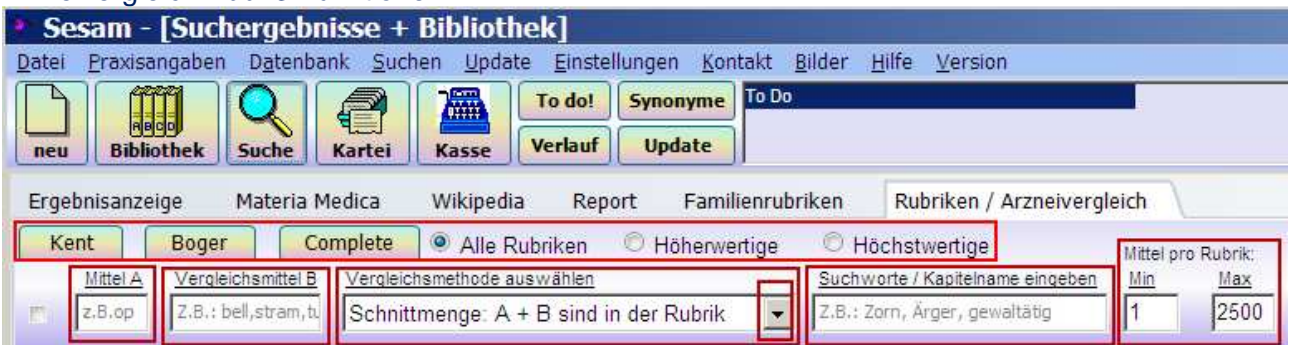 Sesam - [Suchergebnisse + Bibliothek]
Datei Praxisangaben Datenbank Suchen Update Einstellungen Kontakt Bilder Hilfe Version
To do! Synonyme To Do
neu Bibliothek Suche Kartei Kasse Verlauf Update
Ergebnisanzeige Materia Medica Wikipedia Report Familienrubriken Rubriken / Arzneivergleich
Kent Boger Complete Alle Rubriken Höherwertige Höchstwertige
Mittel pro Rubrik:
Mittel A Vergleichsmittel B Vergleichsmethode auswählen Suchworte / Kapitelname eingeben Min Max
z.B.op Z.B.: bell,stram,tu Schnittmenge: A + B sind in der Rubrik Z.B.: Zorn, Ärger, gewaltätig 1 2500